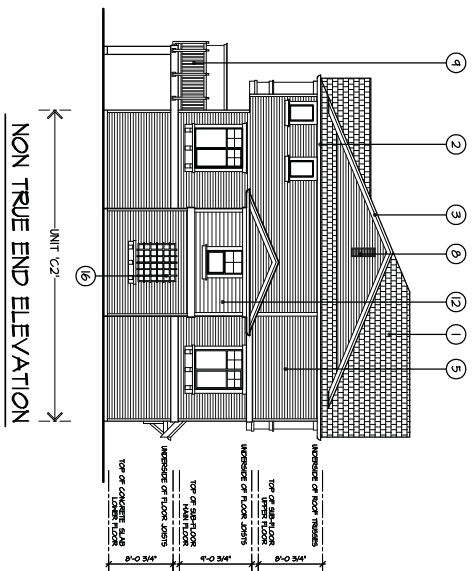 9
2
3
8
12
1
5
16
UNDERSIDE OF ROOF TRUSSES
8'-0 3/4"
TOP OF SUB-FLOOR
UPPER FLOOR
UNDERSIDE OF FLOOR JOISTS
9'-0 3/4"
TOP OF SUB-FLOOR
MAIN FLOOR
UNDERSIDE OF FLOOR JOISTS
8'-0 3/4"
TOP OF CONCRETE SLAB
LOWER FLOOR
UNIT 'C2'
NON TRUE END ELEVATION